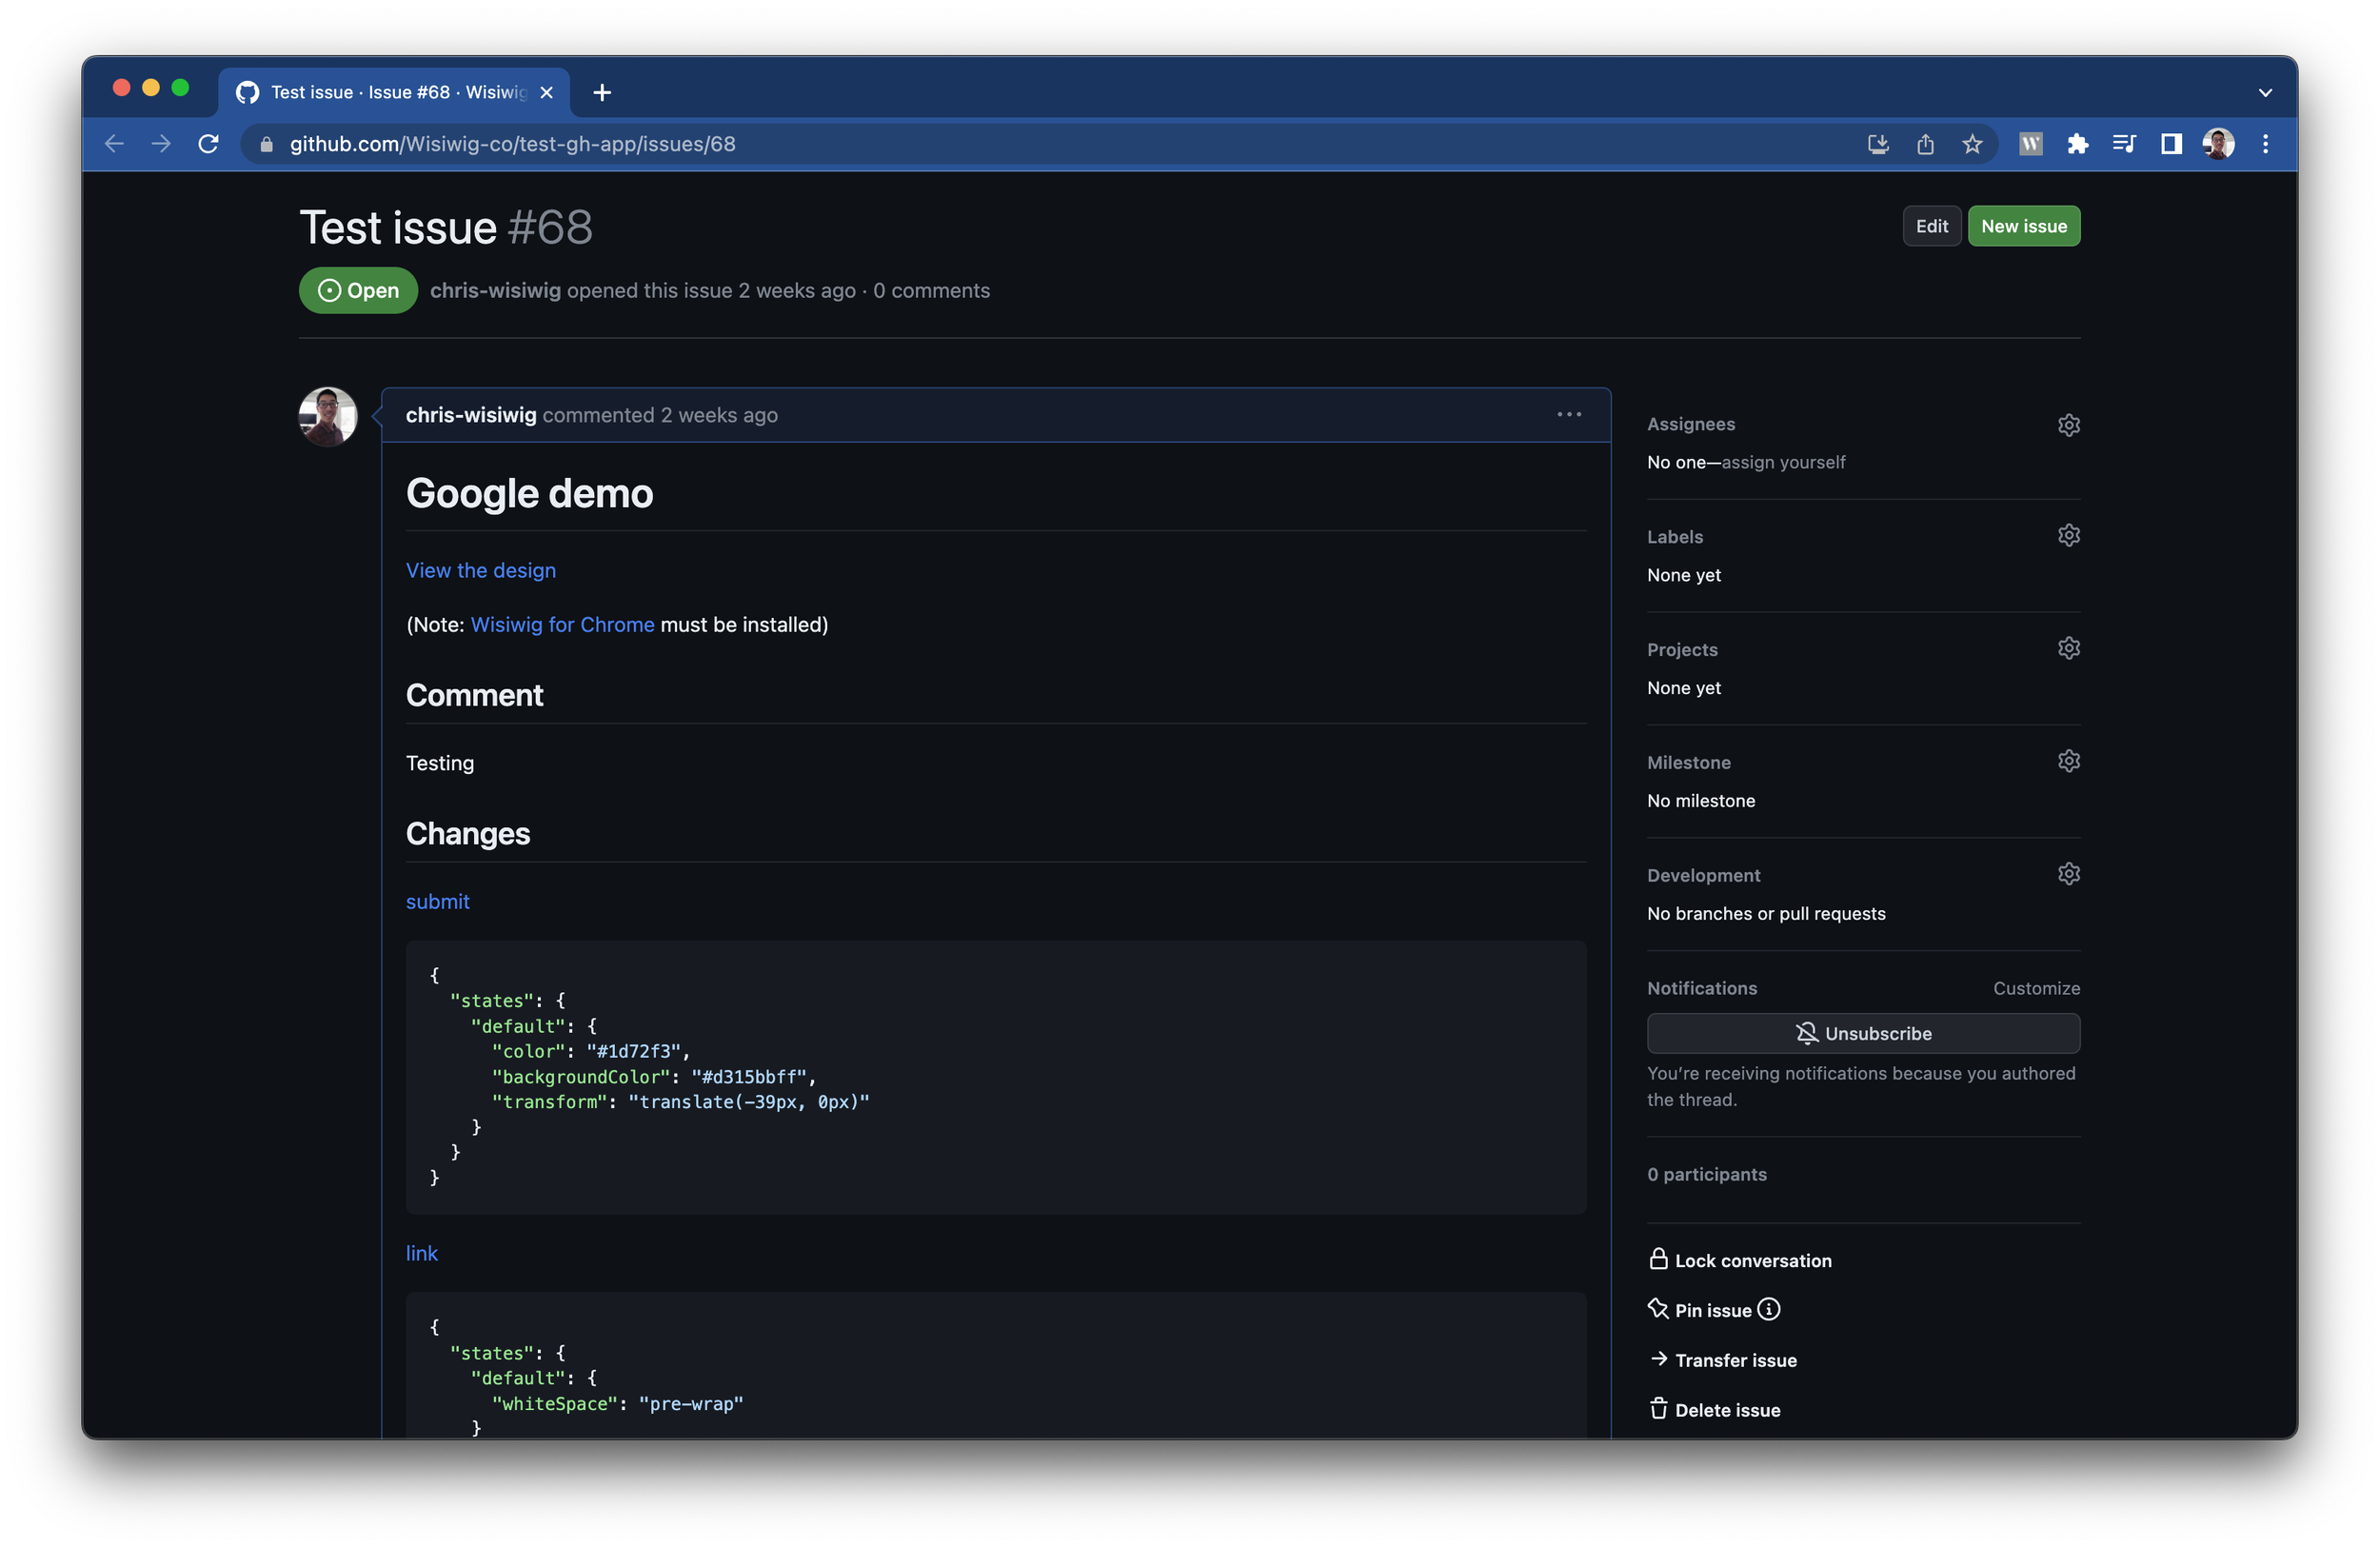 Test issue · Issue #68 · Wisiwig
github.com/Wisiwig-co/test-gh-app/issues/68
Test issue #68
Edit
New issue
Open
chris-wisiwig opened this issue 2 weeks ago · 0 comments
chris-wisiwig commented 2 weeks ago
Google demo
View the design
(Note: Wisiwig for Chrome must be installed)
Comment
Testing
Changes
submit
{
  "states": {
    "default": {
      "color": "#1d72f3",
      "backgroundColor": "#d315bbff",
      "transform": "translate(-39px, 0px)"
    }
  }
}
link
{
  "states": {
    "default": {
      "whiteSpace": "pre-wrap"
    }
Assignees
No one—assign yourself
Labels
None yet
Projects
None yet
Milestone
No milestone
Development
No branches or pull requests
Notifications
Customize
Unsubscribe
You’re receiving notifications because you authored
the thread.
0 participants
Lock conversation
Pin issue
Transfer issue
Delete issue